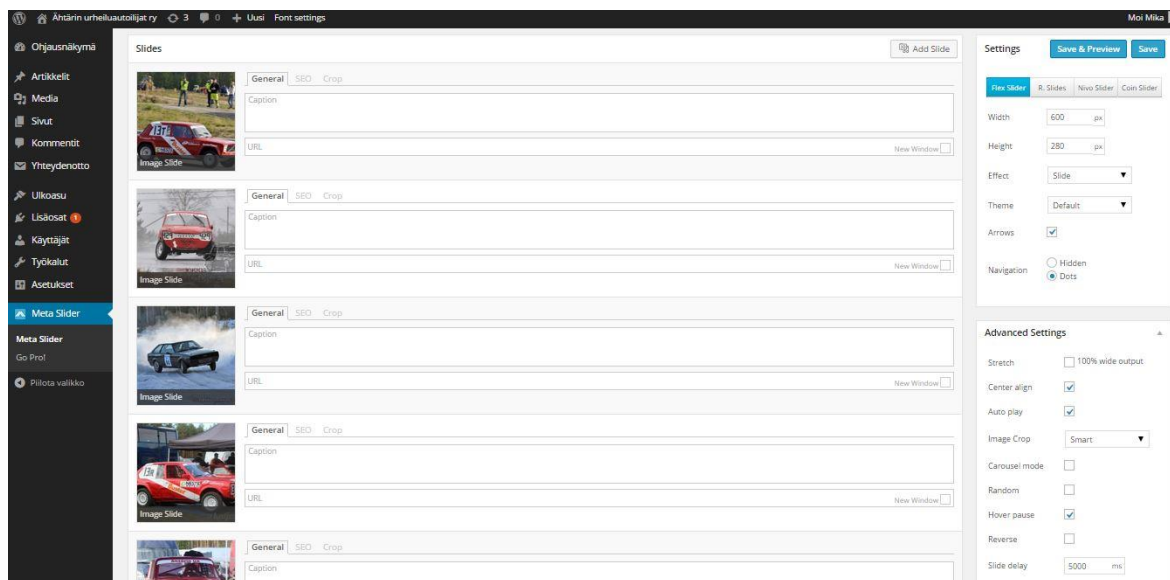 Ähtärin urheiluautoilijat ry 3 0 + Uusi Font settings Moi Mika
Ohjausnäkymä
Artikkelit
Media
Sivut
Kommentit
Yhteydenotto
Ulkoasu
Lisäosat 1
Käyttäjät
Työkalut
Asetukset
Meta Slider
Meta Slider
Go Pro!
Piilota valikko
Slides Add Slide
General SEO Crop
Caption
URL New Window
Image Slide
General SEO Crop
Caption
URL New Window
Image Slide
General SEO Crop
Caption
URL New Window
Image Slide
General SEO Crop
Caption
URL New Window
Image Slide
General SEO Crop
Caption
Settings Save & Preview Save
Flex Slider R. Slides Nivo Slider Coin Slider
Width 600 px
Height 280 px
Effect Slide
Theme Default
Arrows
Navigation Hidden
Dots
Advanced Settings
Stretch 100% wide output
Center align
Auto play
Image Crop Smart
Carousel mode
Random
Hover pause
Reverse
Slide delay 5000 ms